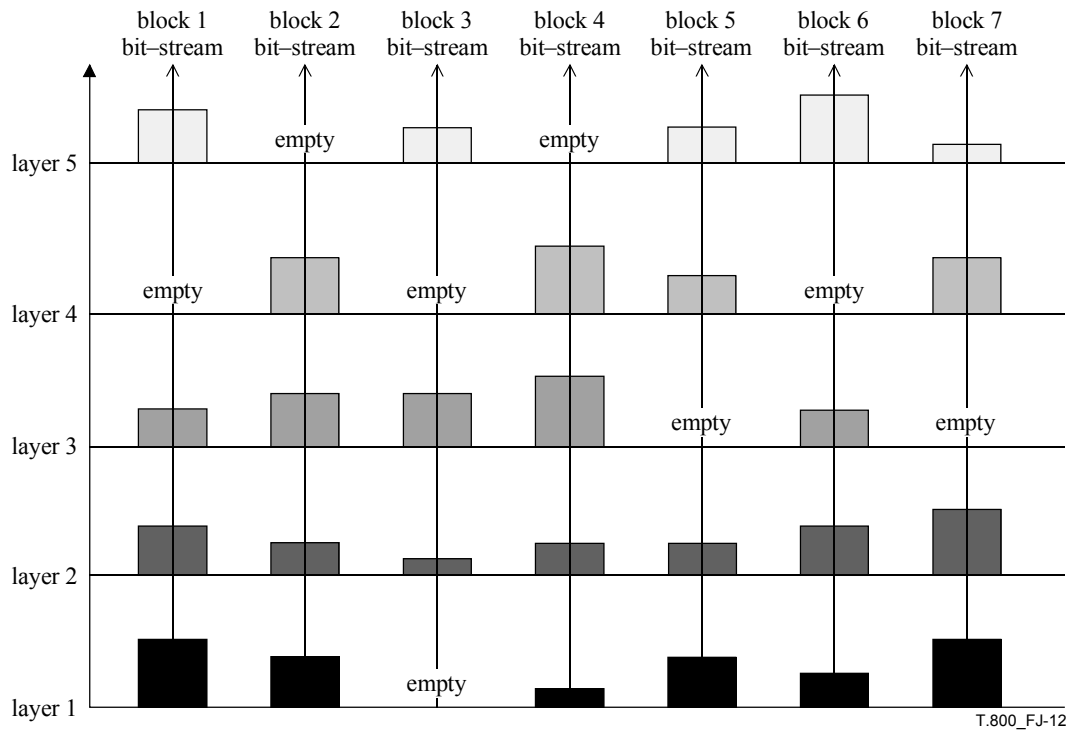 block 1 block 2 block 3 block 4 block 5 block 6 block 7
bit–stream bit–stream bit–stream bit–stream bit–stream bit–stream bit–stream
empty empty
layer 5
empty empty empty
layer 4
empty empty
layer 3
layer 2
empty
layer 1
T.800_FJ-12